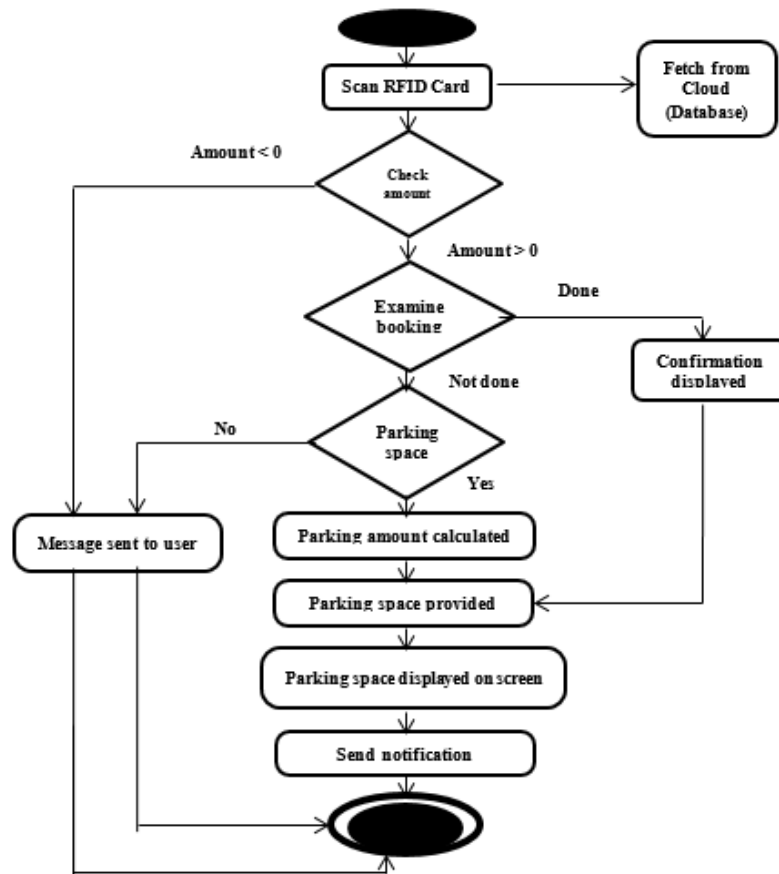 Scan RFID Card
Fetch from
Cloud
(Database)
Amount < 0
Check
amount
Amount > 0
Examine
booking
Done
Confirmation
displayed
Not done
Parking
space
No
Yes
Message sent to user
Parking amount calculated
Parking space provided
Parking space displayed on screen
Send notification